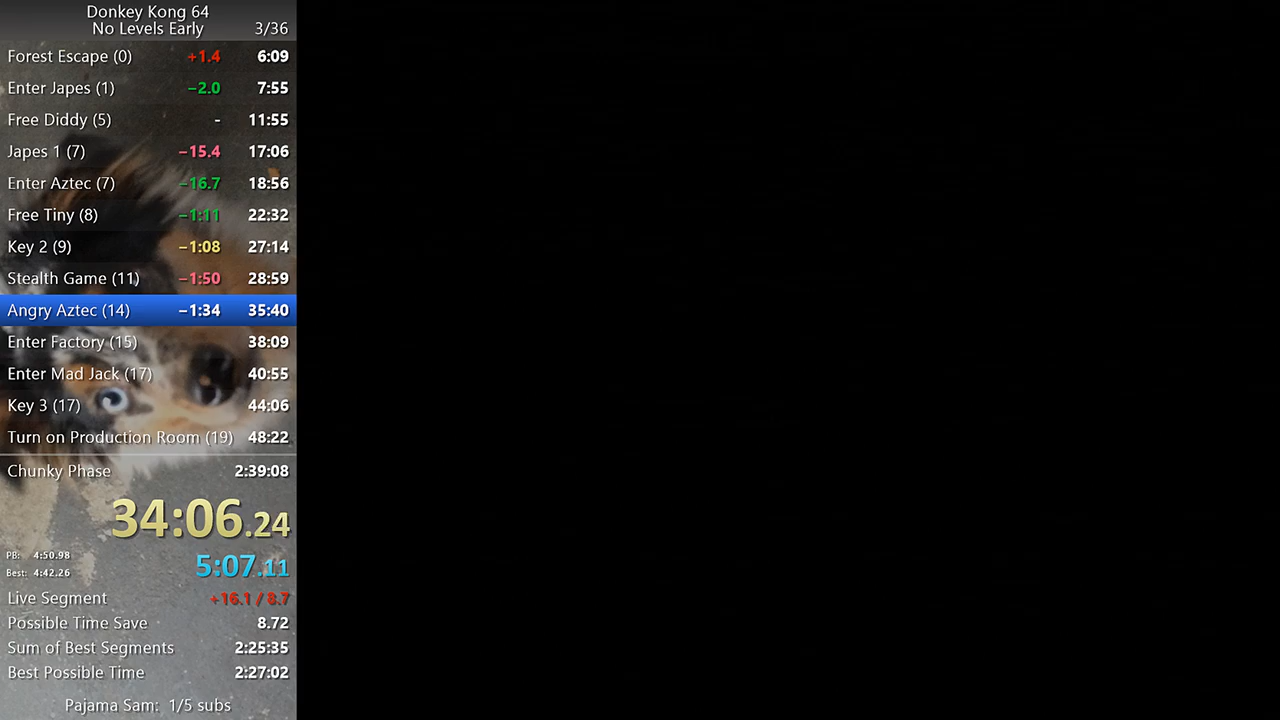 Donkey Kong 64
No Levels Early 3/36
Forest Escape (0) +1.4 6:09
Enter Japes (1) −2.0 7:55
Free Diddy (5) - 11:55
Japes 1 (7) −15.4 17:06
Enter Aztec (7) −16.7 18:56
Free Tiny (8) −1:11 22:32
Key 2 (9) −1:08 27:14
Stealth Game (11) −1:50 28:59
Angry Aztec (14) −1:34 35:40
Enter Factory (15) 38:09
Enter Mad Jack (17) 40:55
Key 3 (17) 44:06
Turn on Production Room (19) 48:22
Chunky Phase 2:39:08
34:06.24
PB: 4:50.98 5:07.11
Best: 4:42.26
Live Segment +16.1 / 8.7
Possible Time Save 8.72
Sum of Best Segments 2:25:35
Best Possible Time 2:27:02
Pajama Sam: 1/5 subs